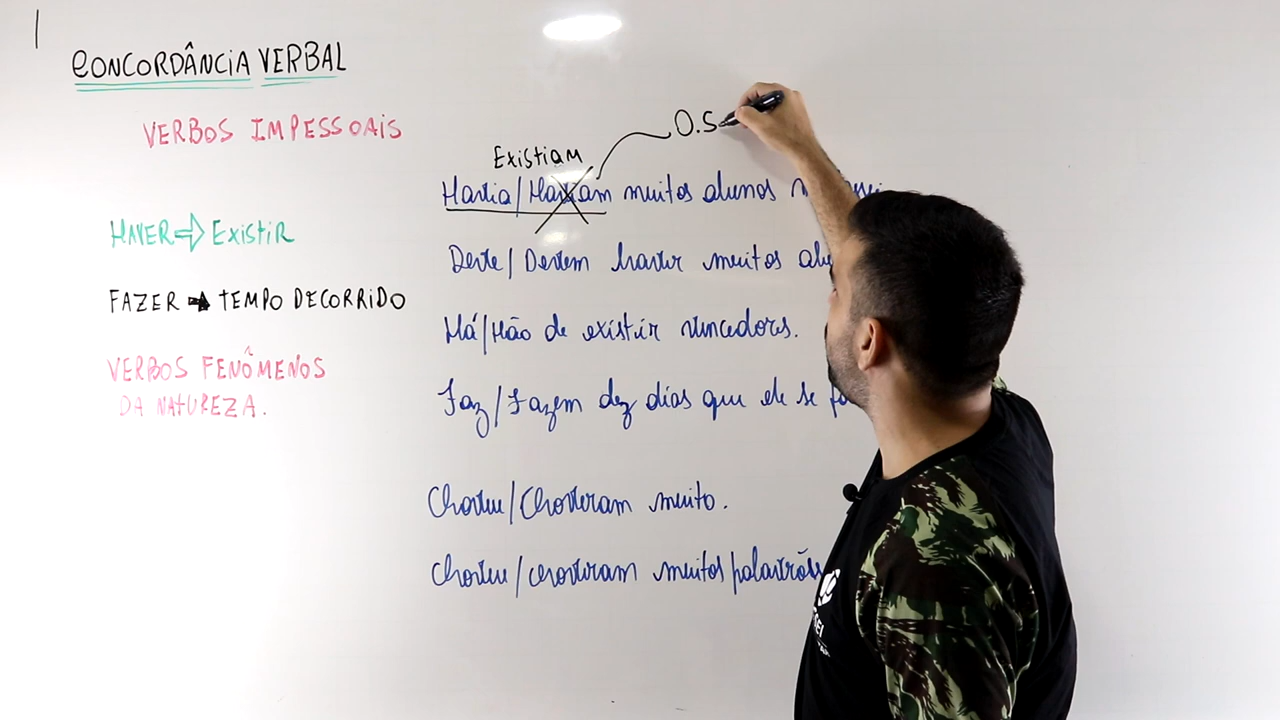 CONCORDÂNCIA VERBAL
VERBOS IMPESSOAIS
HAVER ⇒ ExistiR
FAZER → TEMPO DECORRIDO
VERBOS FENÔMENOS
DA NATUREZA.
O.S
Existiam
Havia/Haviam muitos alunos
Deve/Devem haver muitos
Há/Hão de existir vencedores.
Faz/Fazem dez dias que ele se
Choveu/Choveram muito.
Choveu/choveram muitos palavrões